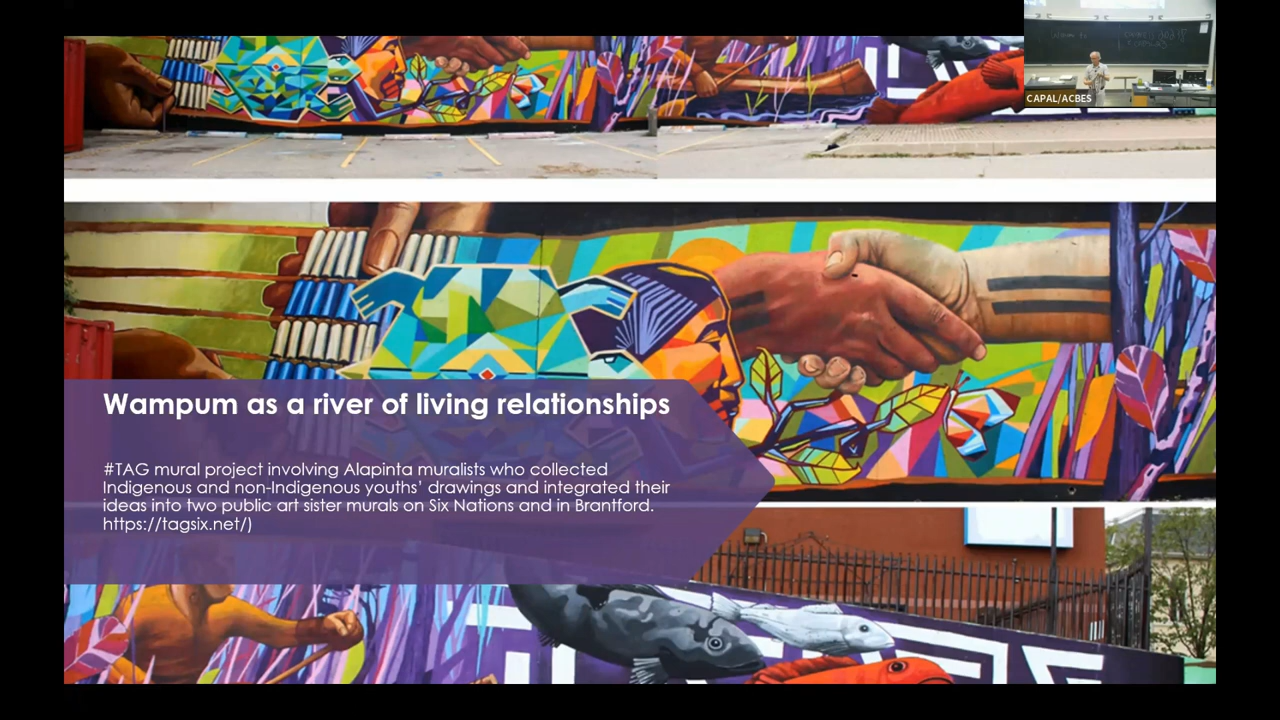 CAPAL/ACBES
Wampum as a river of living relationships
#TAG mural project involving Alapinta muralists who collected
Indigenous and non-Indigenous youths’ drawings and integrated their
ideas into two public art sister murals on Six Nations and in Brantford.
https://tagsix.net/)